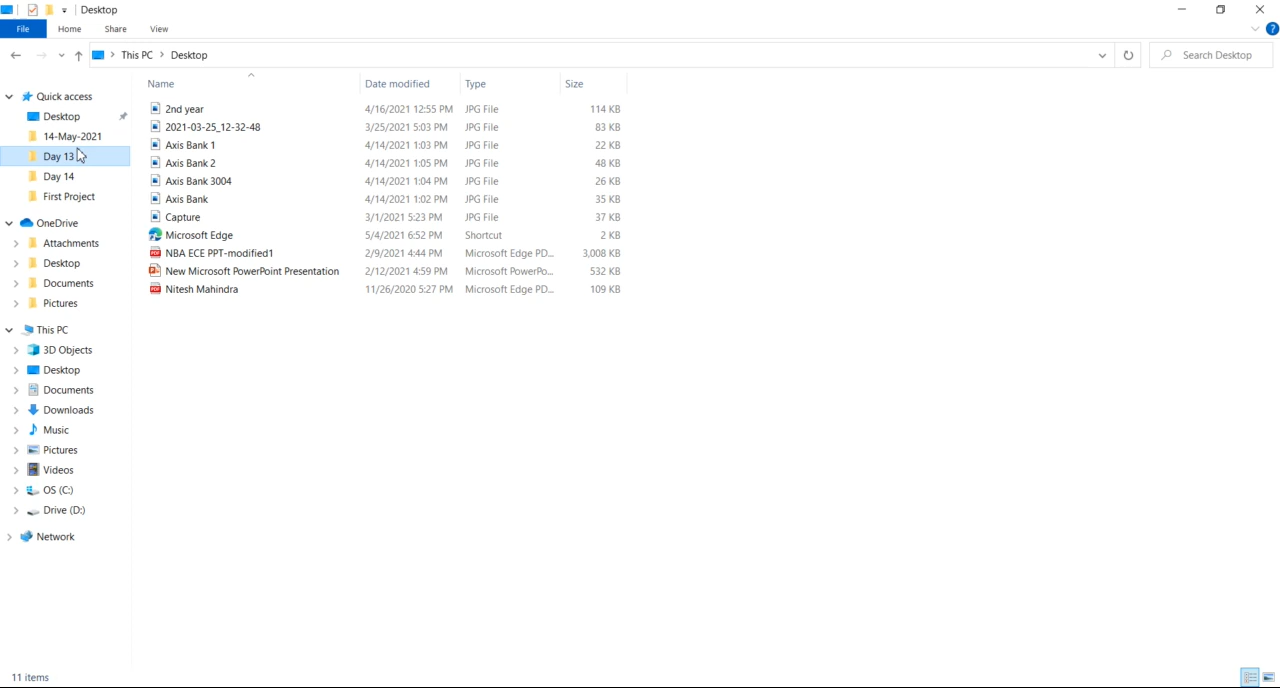 Desktop
File Home Share View
This PC Desktop Search Desktop
Name Date modified Type Size
Quick access
Desktop
14-May-2021
Day 13
Day 14
First Project
OneDrive
Attachments
Desktop
Documents
Pictures
This PC
3D Objects
Desktop
Documents
Downloads
Music
Pictures
Videos
OS (C:)
Drive (D:)
Network
2nd year 4/16/2021 12:55 PM JPG File 114 KB
2021-03-25_12-32-48 3/25/2021 5:03 PM JPG File 83 KB
Axis Bank 1 4/14/2021 1:03 PM JPG File 22 KB
Axis Bank 2 4/14/2021 1:05 PM JPG File 48 KB
Axis Bank 3004 4/14/2021 1:04 PM JPG File 26 KB
Axis Bank 4/14/2021 1:02 PM JPG File 35 KB
Capture 3/1/2021 5:23 PM JPG File 37 KB
Microsoft Edge 5/4/2021 6:52 PM Shortcut 2 KB
NBA ECE PPT-modified1 2/9/2021 4:44 PM Microsoft Edge PD... 3,008 KB
New Microsoft PowerPoint Presentation 2/12/2021 4:59 PM Microsoft PowerPo... 532 KB
Nitesh Mahindra 11/26/2020 5:27 PM Microsoft Edge PD... 109 KB
11 items